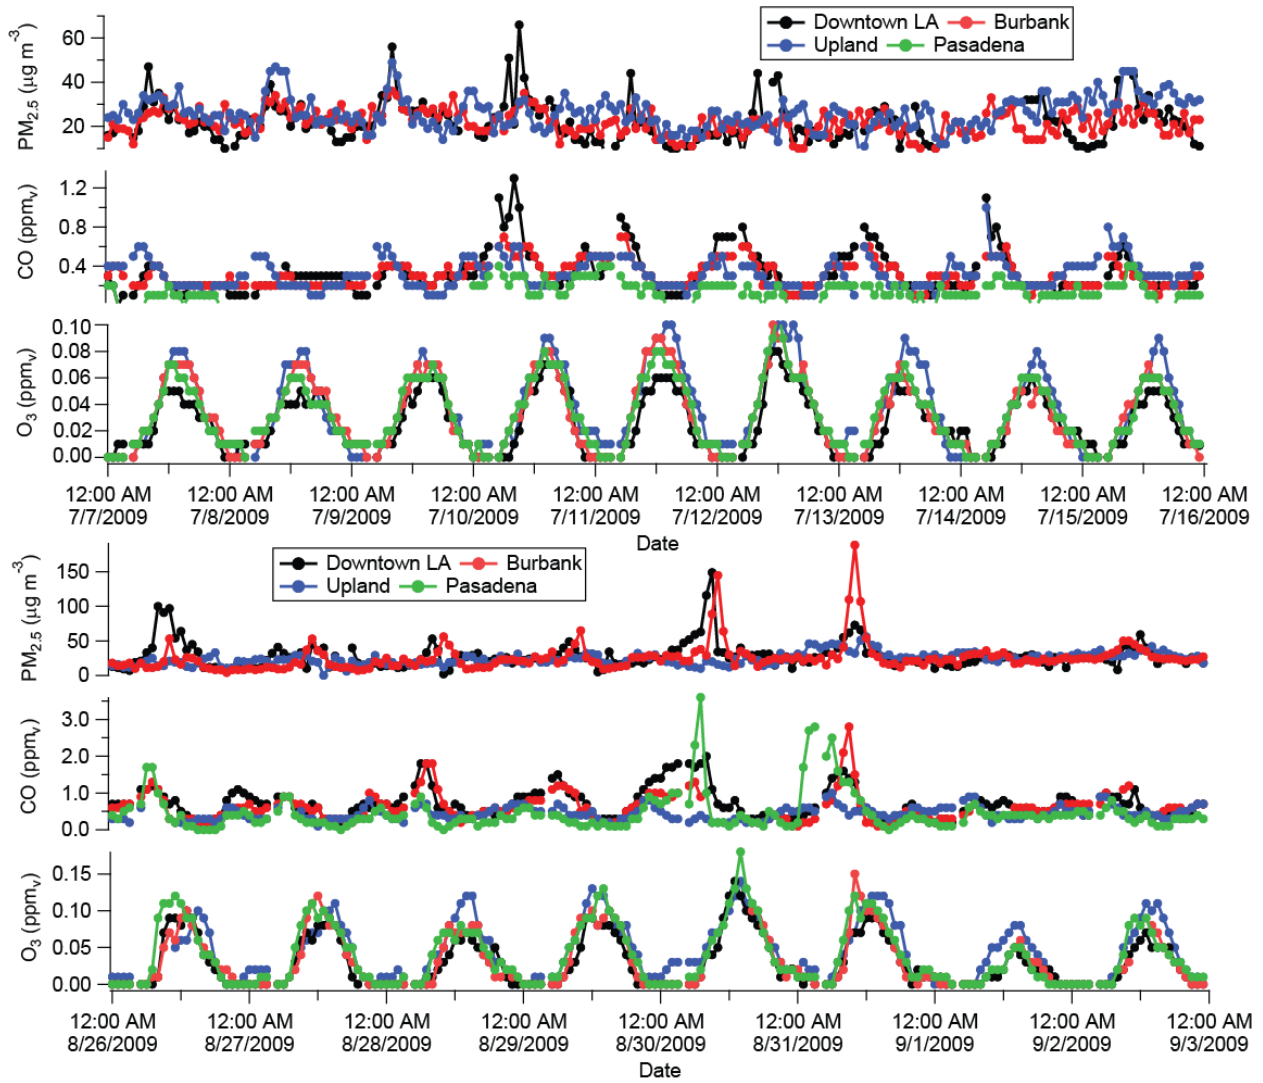 Downtown LA Burbank
Upland Pasadena
PM2.5 (µg m-3)
60
40
20
CO (ppmv)
1.2
0.8
0.4
O3 (ppmv)
0.10
0.08
0.06
0.04
0.02
0.00
12:00 AM 12:00 AM 12:00 AM 12:00 AM 12:00 AM 12:00 AM 12:00 AM 12:00 AM 12:00 AM 12:00 AM
7/7/2009 7/8/2009 7/9/2009 7/10/2009 7/11/2009 7/12/2009 7/13/2009 7/14/2009 7/15/2009 7/16/2009
Date
Downtown LA Burbank
Upland Pasadena
PM2.5 (µg m-3)
150
100
50
0
CO (ppmv)
3.0
2.0
1.0
0.0
O3 (ppmv)
0.15
0.10
0.05
0.00
12:00 AM 12:00 AM 12:00 AM 12:00 AM 12:00 AM 12:00 AM 12:00 AM 12:00 AM 12:00 AM
8/26/2009 8/27/2009 8/28/2009 8/29/2009 8/30/2009 8/31/2009 9/1/2009 9/2/2009 9/3/2009
Date